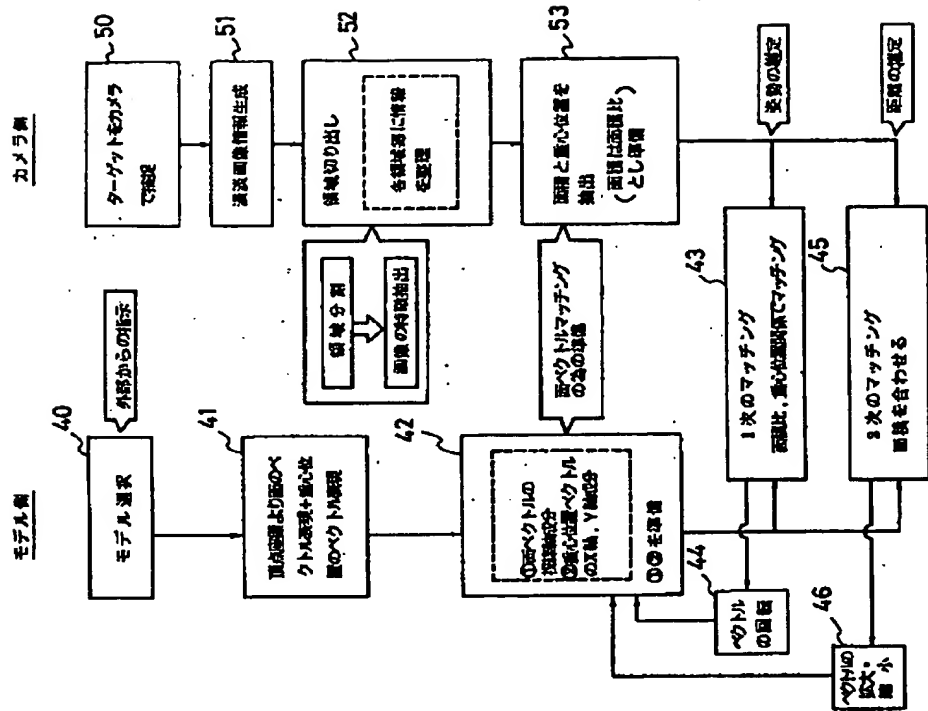 モデル側
カメラ側
外部からの指示
40
モデル選択
41
頂点座標より面のベ
クトル表現+重心位
置のベクトル表現
42
①面ベクトルの
②重心位置ベクトル
のX軸,Y軸成分
①②を準備
50
ターゲットをカメラ
で捕捉
51
濃淡画像情報生成
52
領域切り出し
各領域毎に情報
を整理
領域分割
画像の特徴抽出
53
面積と重心位置を
抽出
(面積は面積比
とし準備)
面ベクトルマッチング
の為の準備
43
1次のマッチング
面積比,重心位置関係でマッチング
姿勢の推定
44
ベクトル
の回転
45
2次のマッチング
面積を合わせる
距離の推定
46
ベクトルの
拡大・
縮小